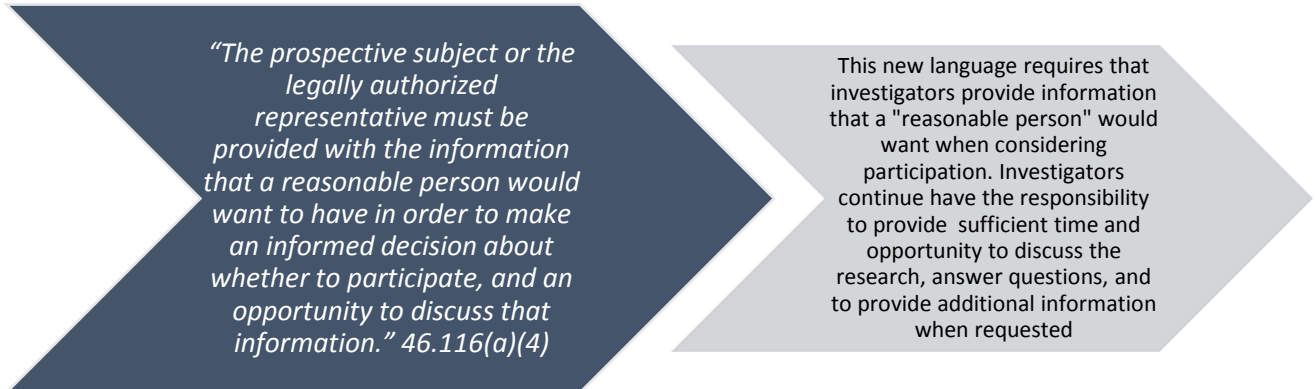 “The prospective subject or the
legally authorized
representative must be
provided with the information
that a reasonable person would
want to have in order to make
an informed decision about
whether to participate, and an
opportunity to discuss that
information.” 46.116(a)(4)
This new language requires that
investigators provide information
that a "reasonable person" would
want when considering
participation. Investigators
continue have the responsibility
to provide  sufficient time and
opportunity to discuss the
research, answer questions, and
to provide additional information
when requested